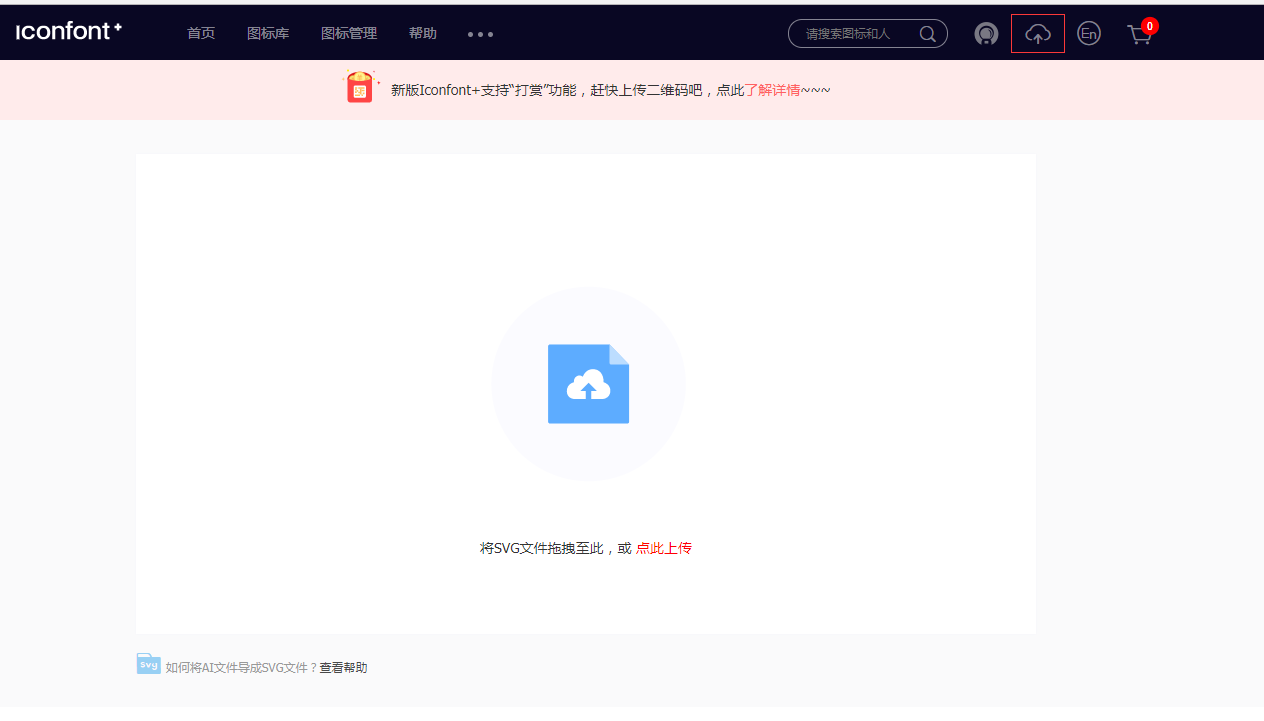 ıconfont+
首页 图标库 图标管理 帮助 请搜索图标和人 En 0
新版Iconfont+支持“打赏”功能，赶快上传二维码吧，点此了解详情~~~
将SVG文件拖拽至此，或 点此上传
svg 如何将AI文件导成SVG文件？查看帮助